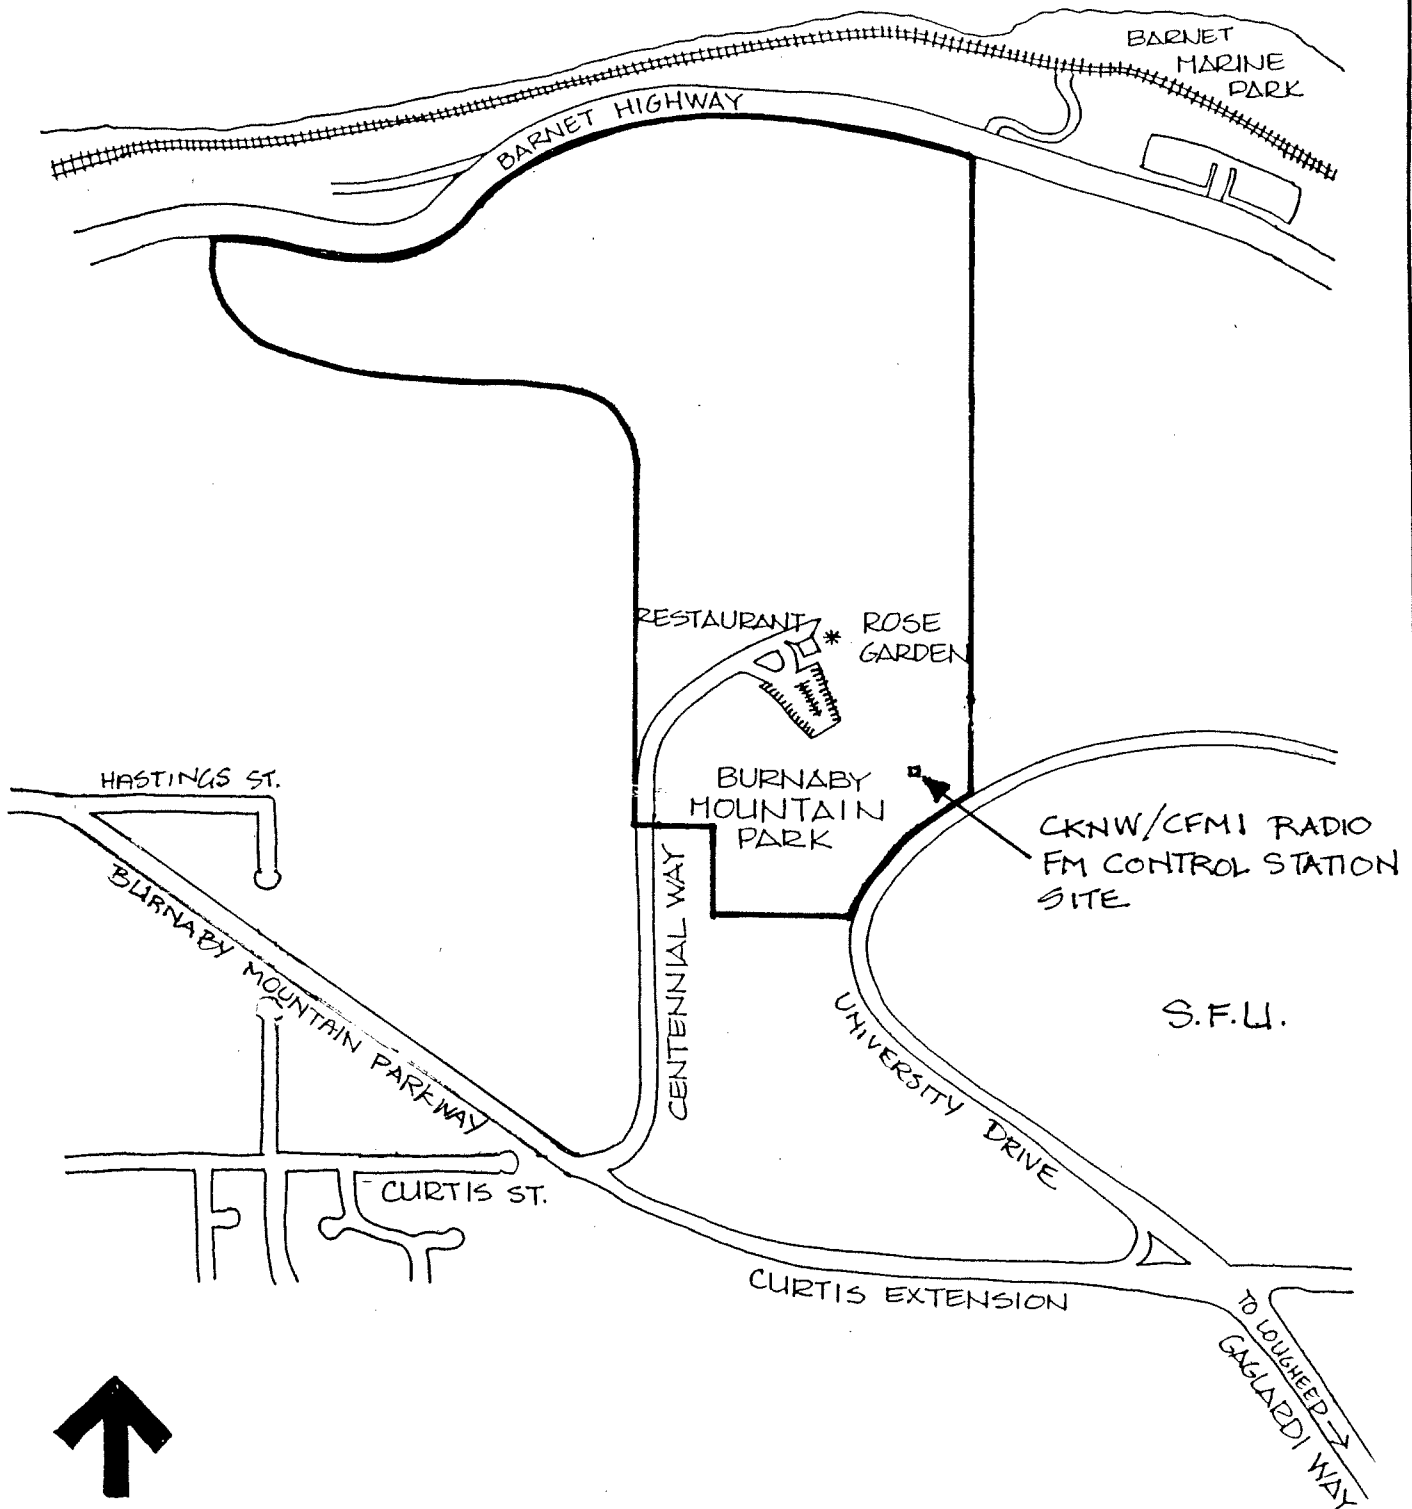 BARNET
MARINE
PARK
BARNET HIGHWAY
RESTAURANT
ROSE
GARDEN
HASTINGS ST.
BURNABY
MOUNTAIN
PARK
CKNW/CFMI RADIO
FM CONTROL STATION
SITE
BURNABY MOUNTAIN PARKWAY
CENTENNIAL WAY
UNIVERSITY DRIVE
S.F.U.
CURTIS ST.
CURTIS EXTENSION
TO LOUGHEED →
GAGLARDI WAY